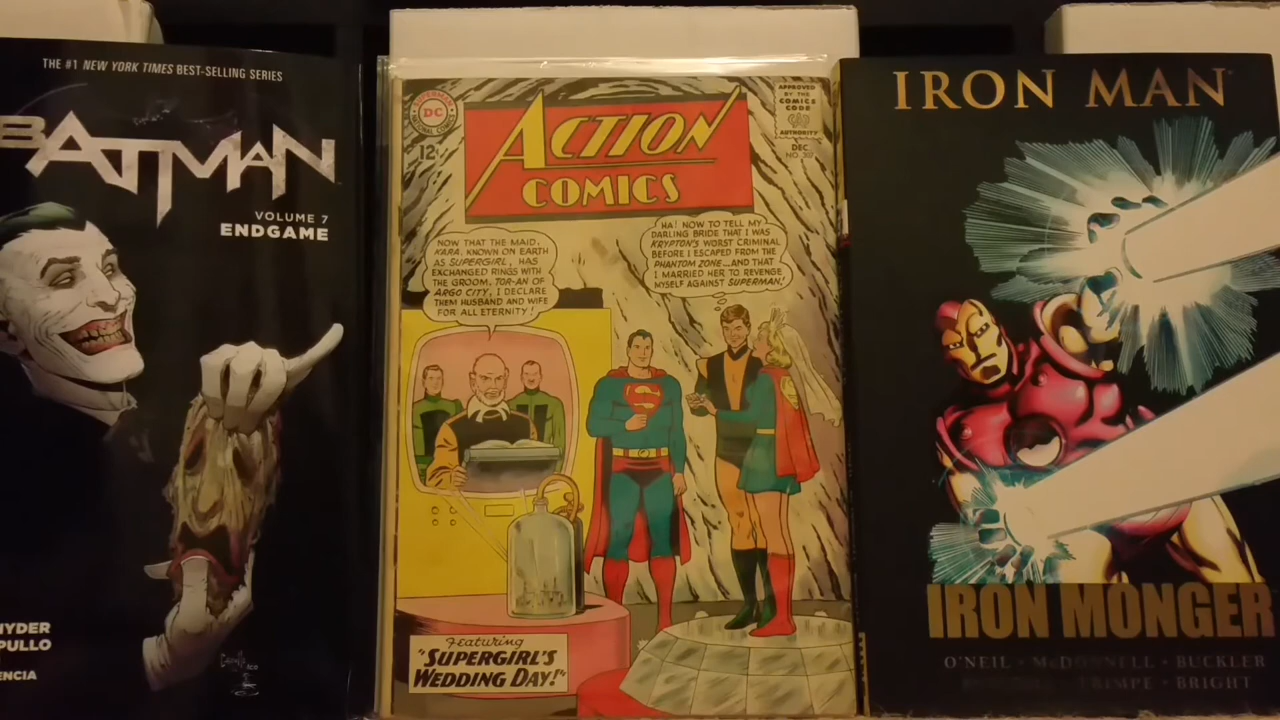 THE #1 NEW YORK TIMES BEST-SELLING SERIES
BATMAN
VOLUME 7
ENDGAME
NYDER
PULLO
ENCIA
SUPERMAN
DC
NATIONAL COMICS
12¢
ACTION
COMICS
APPROVED
BY THE
COMICS
CODE
AUTHORITY
DEC.
NO.
NOW THAT THE MAID,
KARA, KNOWN ON EARTH
AS SUPERGIRL, HAS
EXCHANGED RINGS WITH
THE GROOM, TOR-AN OF
ARGO CITY, I DECLARE
THEM HUSBAND AND WIFE
FOR ALL ETERNITY!
HA! NOW TO TELL MY
DARLING BRIDE THAT I WAS
KRYPTON'S WORST CRIMINAL
BEFORE I ESCAPED FROM THE
PHANTOM ZONE...AND THAT
I MARRIED HER TO REVENGE
MYSELF AGAINST SUPERMAN!
Featuring
"SUPERGIRL'S
WEDDING DAY!"
IRON MAN
IRON MONGER
O'NEIL • McDONNELL • BUCKLER
TRIMPE • BRIGHT